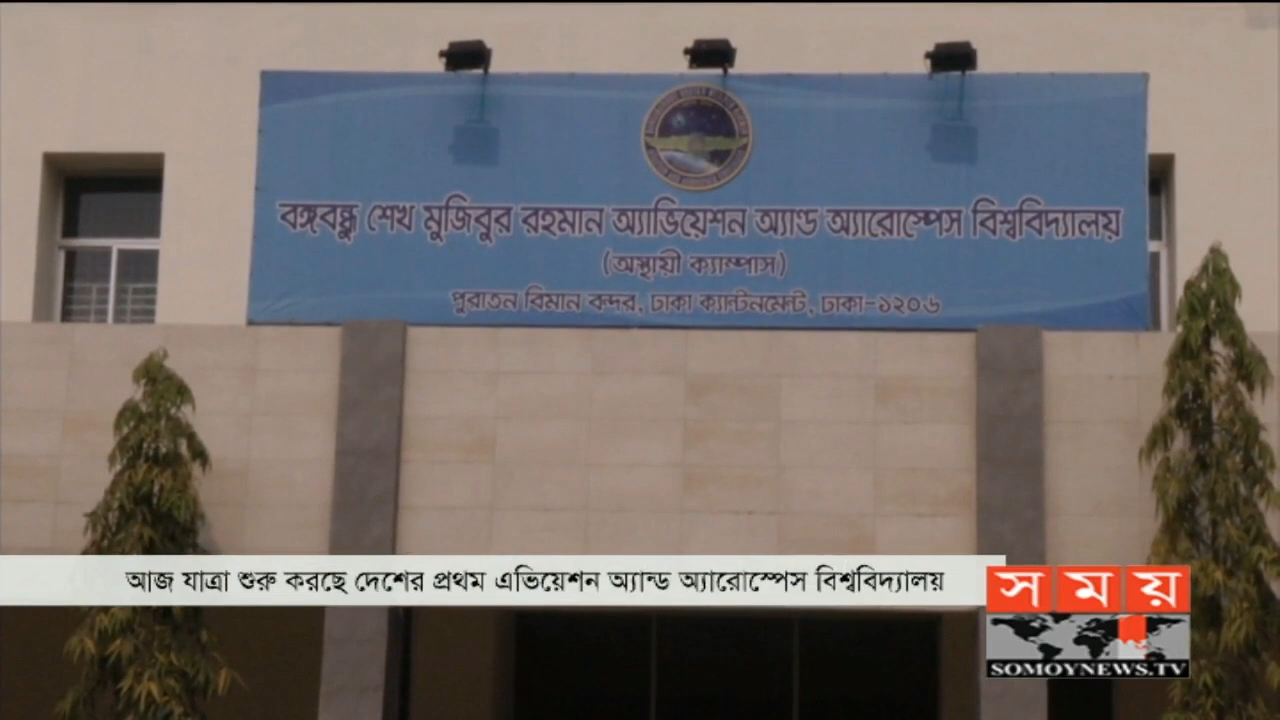 বঙ্গবন্ধু শেখ মুজিবুর রহমান অ্যাভিয়েশন অ্যান্ড অ্যারোস্পেস বিশ্ববিদ্যালয়
(অস্থায়ী ক্যাম্পাস)
পুরাতন বিমান বন্দর, ঢাকা ক্যান্টনমেন্ট, ঢাকা-১২০৬
আজ যাত্রা শুরু করছে দেশের প্রথম এভিয়েশন অ্যান্ড অ্যারোস্পেস বিশ্ববিদ্যালয়
সময়
SOMOYNEWS.TV